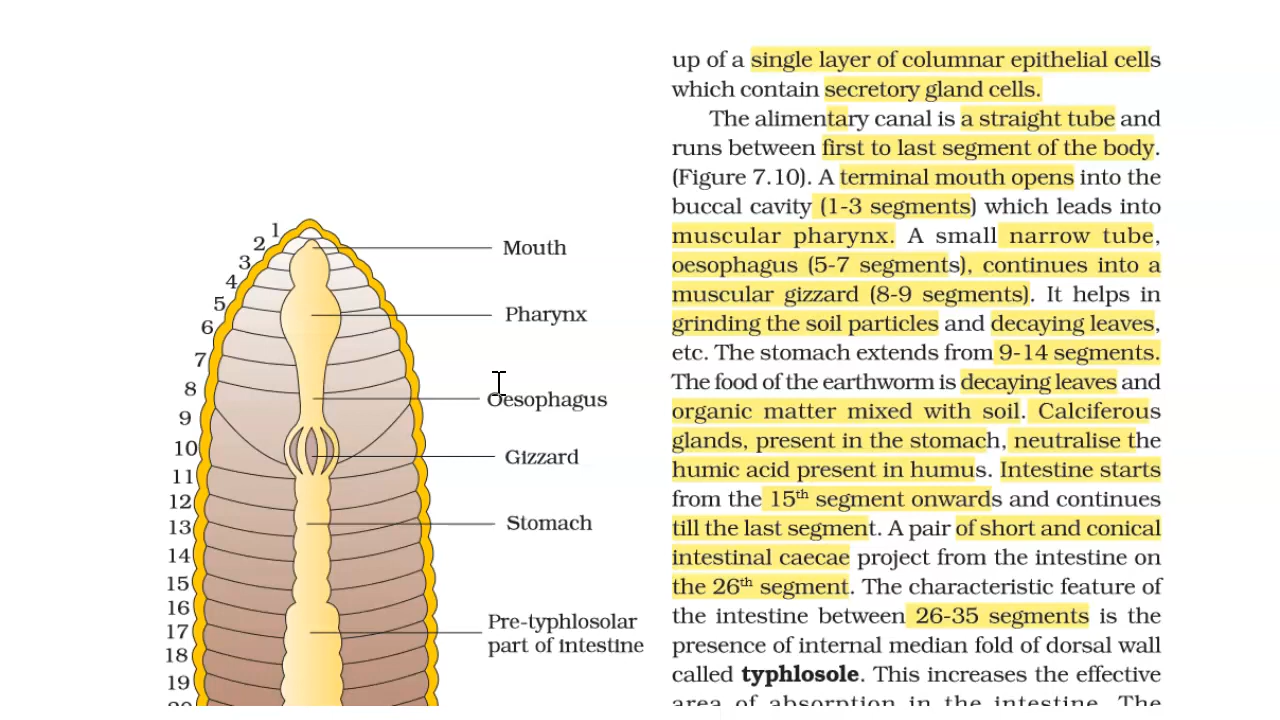 up of a single layer of columnar epithelial cells
which contain secretory gland cells.
The alimentary canal is a straight tube and
runs between first to last segment of the body.
(Figure 7.10). A terminal mouth opens into the
buccal cavity (1-3 segments) which leads into
muscular pharynx. A small narrow tube,
oesophagus (5-7 segments), continues into a
muscular gizzard (8-9 segments). It helps in
grinding the soil particles and decaying leaves,
etc. The stomach extends from 9-14 segments.
The food of the earthworm is decaying leaves and
organic matter mixed with soil. Calciferous
glands, present in the stomach, neutralise the
humic acid present in humus. Intestine starts
from the 15th segment onwards and continues
till the last segment. A pair of short and conical
intestinal caecae project from the intestine on
the 26th segment. The characteristic feature of
the intestine between 26-35 segments is the
presence of internal median fold of dorsal wall
called typhlosole. This increases the effective
area of absorption in the intestine. The
1
2
3
4
5
6
7
8
9
10
11
12
13
14
15
16
17
18
19
20
Mouth
Pharynx
Oesophagus
Gizzard
Stomach
Pre-typhlosolar
part of intestine